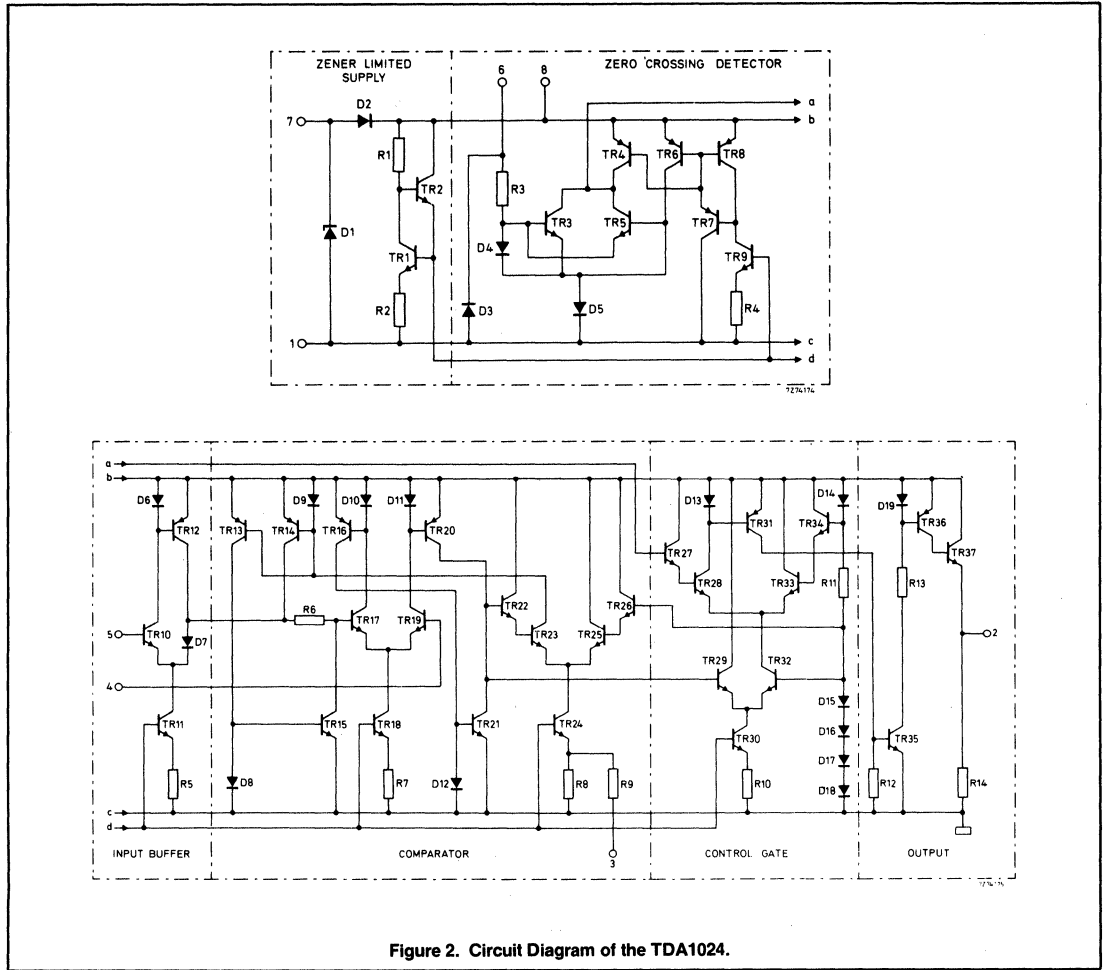 ZENER LIMITED
SUPPLY
6
8
ZERO CROSSING DETECTOR
a
7
D2
b
R1
TR4
TR6
TR8
TR2
R3
TR3
TR5
TR7
D1
D4
TR1
TR9
R2
D3
D5
R4
1
c
d
7Z74174
a
b
D6
D9
D10
D11
D13
D14
D19
TR12
TR13
TR14
TR16
TR20
TR31
TR34
TR36
TR27
TR37
TR28
TR33
R11
R13
R6
TR22
TR26
5
TR10
D7
TR17
TR19
TR23
TR25
2
4
TR29
TR32
D15
TR11
TR15
TR18
TR21
TR24
TR30
D16
TR35
D17
R5
D8
R7
D12
R8
R9
R10
D18
R12
R14
c
d
INPUT BUFFER
COMPARATOR
3
CONTROL GATE
OUTPUT
7Z74175
Figure 2. Circuit Diagram of the TDA1024.